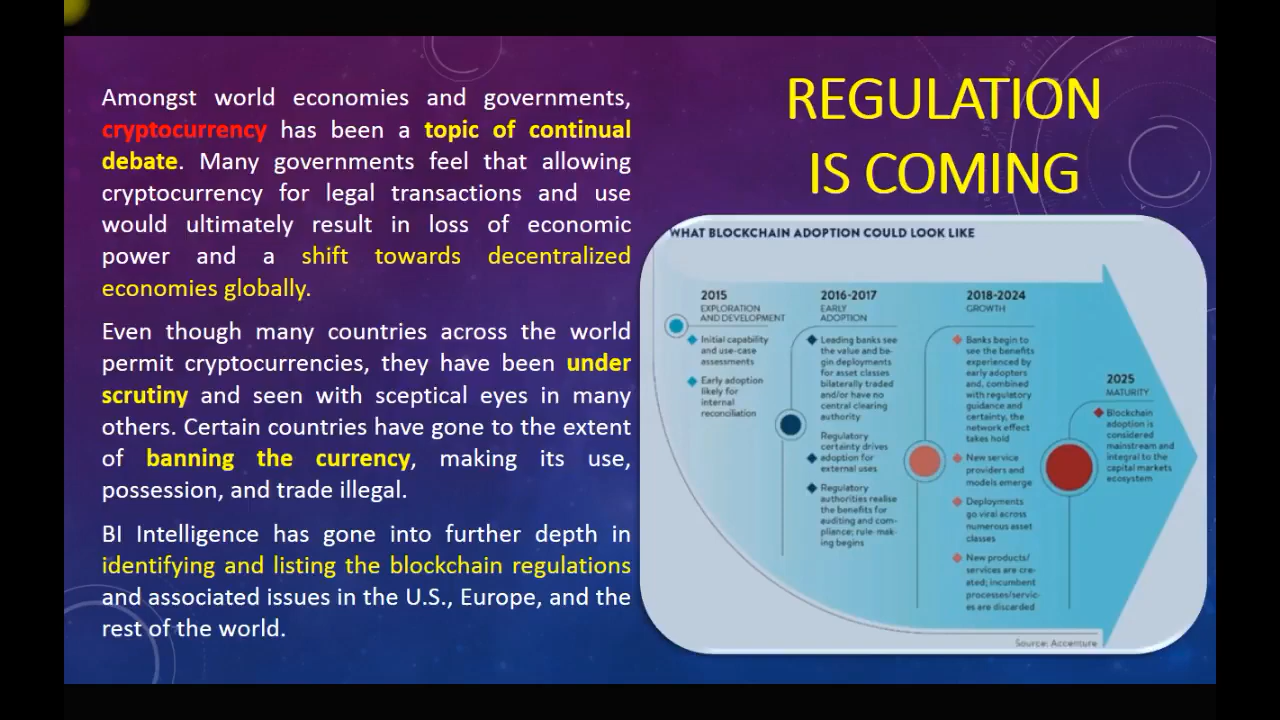 Amongst world economies and governments,
cryptocurrency has been a topic of continual
debate. Many governments feel that allowing
cryptocurrency for legal transactions and use
would ultimately result in loss of economic
power and a shift towards decentralized
economies globally.
Even though many countries across the world
permit cryptocurrencies, they have been under
scrutiny and seen with sceptical eyes in many
others. Certain countries have gone to the extent
of banning the currency, making its use,
possession, and trade illegal.
BI Intelligence has gone into further depth in
identifying and listing the blockchain regulations
and associated issues in the U.S., Europe, and the
rest of the world.
REGULATION
IS COMING
WHAT BLOCKCHAIN ADOPTION COULD LOOK LIKE
2015
EXPLORATION
AND DEVELOPMENT
Initial capability
and use-case
assessments
Early adoption
likely for
internal
reconciliation
2016-2017
EARLY
ADOPTION
Leading banks see
the value and be-
gin deployments
for asset classes
bilaterally traded
and/or have no
central clearing
authority
Regulatory
certainty drives
adoption for
external uses
Regulatory
authorities realise
the benefits for
auditing and com-
pliance; rule-mak-
ing begins
2018-2024
GROWTH
Banks begin to
see the benefits
experienced by
early adopters
and, combined
with regulatory
guidance and
certainty, the
network effect
takes hold
New service
providers and
models emerge
Deployments
go viral across
numerous asset
classes
New products/
services are cre-
ated; incumbent
processes/servic-
es are discarded
2025
MATURITY
Blockchain
adoption is
considered
mainstream and
integral to the
capital markets
ecosystem
Source: Accenture